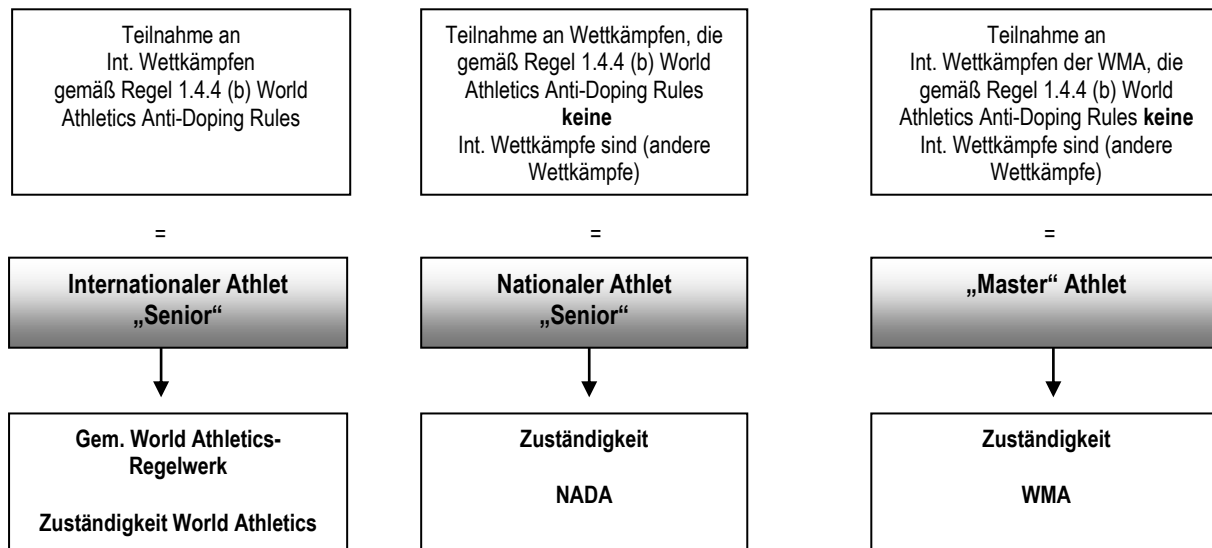 Teilnahme an
Int. Wettkämpfen
gemäß Regel 1.4.4 (b) World
Athletics Anti-Doping Rules
=
Internationaler Athlet
„Senior“
Gem. World Athletics-
Regelwerk
Zuständigkeit World Athletics
Teilnahme an Wettkämpfen, die
gemäß Regel 1.4.4 (b) World
Athletics Anti-Doping Rules
keine
Int. Wettkämpfe sind (andere
Wettkämpfe)
=
Nationaler Athlet
„Senior“
Zuständigkeit
NADA
Teilnahme an
Int. Wettkämpfen der WMA, die
gemäß Regel 1.4.4 (b) World
Athletics Anti-Doping Rules keine
Int. Wettkämpfe sind (andere
Wettkämpfe)
=
„Master“ Athlet
Zuständigkeit
WMA